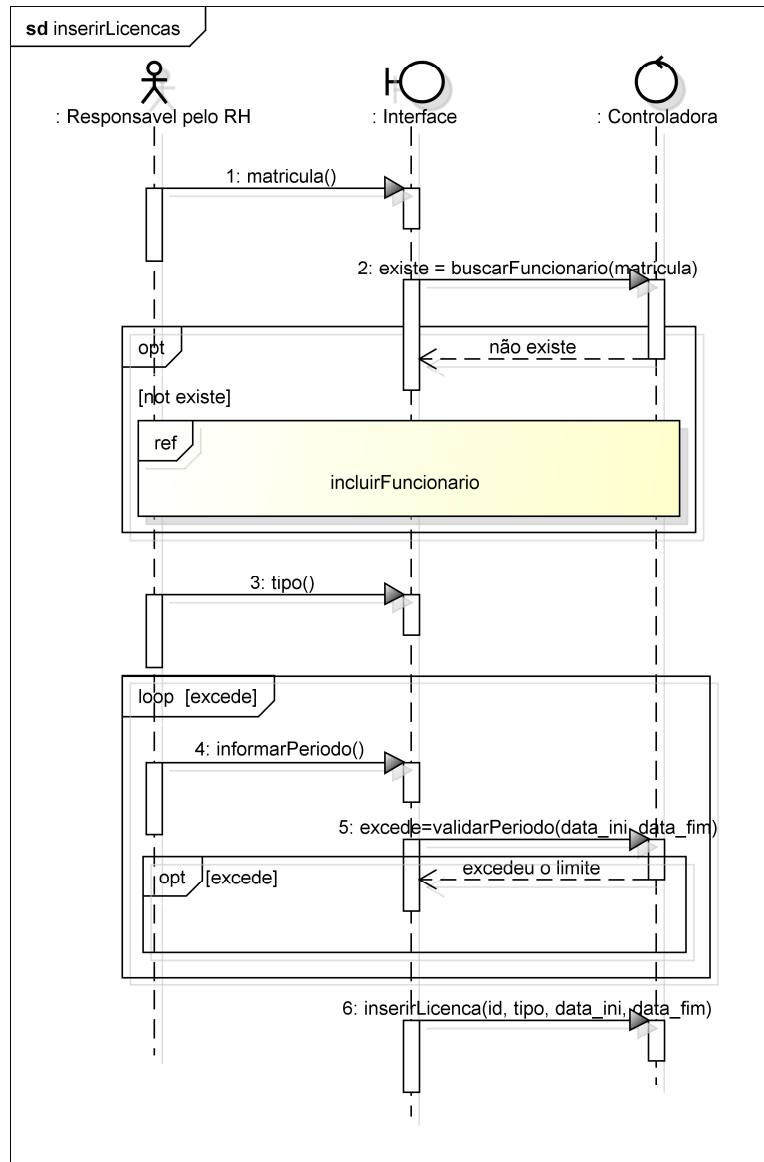 sd inserirLicencas
: Responsavel pelo RH
: Interface
: Controladora
1: matricula()
2: existe = buscarFuncionario(matricula)
opt
não existe
[not existe]
ref
incluirFuncionario
3: tipo()
loop [excede]
4: informarPeriodo()
5: excede=validarPeriodo(data_ini, data_fim)
opt [excede]
excedeu o limite
6: inserirLicenca(id, tipo, data_ini, data_fim)